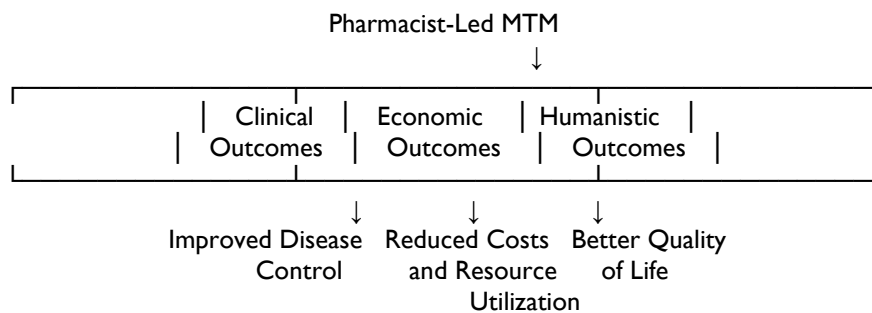 Pharmacist-Led MTM
↓
| Clinical | Economic | Humanistic |
| Outcomes | Outcomes | Outcomes |
↓ ↓ ↓
Improved Disease Reduced Costs Better Quality
Control and Resource of Life
Utilization